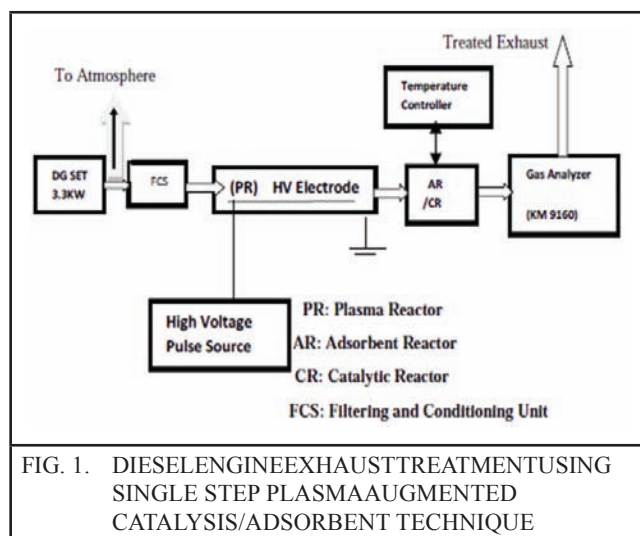 Treated Exhaust
To Atmosphere
Temperature
Controller
DG SET
3.3KW
FCS
(PR) HV Electrode
AR
/CR
Gas Analyzer
(KM 9160)
High Voltage
Pulse Source
PR: Plasma Reactor
AR: Adsorbent Reactor
CR: Catalytic Reactor
FCS: Filtering and Conditioning Unit
FIG. 1. DIESELENGINEEXHAUSTTREATMENTUSING
SINGLE STEP PLASMAAUGMENTED
CATALYSIS/ADSORBENT TECHNIQUE